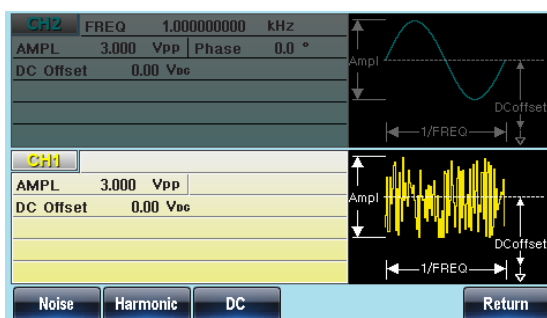 CH2 FREQ 1.000000000 kHz
AMPL 3.000 Vpp Phase 0.0 °
DC Offset 0.00 VDC
Ampl
DCoffset
1/FREQ
CH1
AMPL 3.000 Vpp
DC Offset 0.00 VDC
Ampl
DCoffset
1/FREQ
Noise Harmonic DC Return